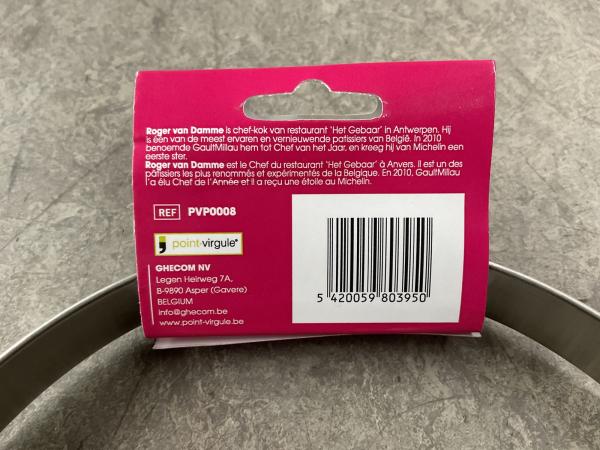 Roger van Damme is chef-kok van restaurant 'Het Gebaar' in Antwerpen. Hij
is één van de meest ervaren en vernieuwende patissiers van België. In 2010
benoemde GaultMillau hem tot Chef van het Jaar, en kreeg hij van Michelin een
eerste ster.
Roger van Damme est le Chef du restaurant 'Het Gebaar' à Anvers. Il est un des
pâtissiers les plus renommés et expérimentés de la Belgique. En 2010, GaultMillau
l'a élu Chef de l'Année et il a reçu une étoile au Michelin.
REF PVP0008
point-virgule®
GHECOM NV
Legen Heirweg 7A,
B-9890 Asper (Gavere)
BELGIUM
info@ghecom.be
www.point-virgule.be
5 420059 803950